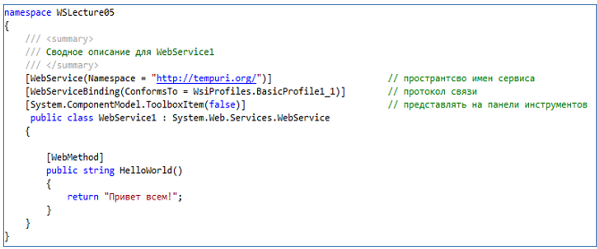 namespace WSLecture05
{
/// <summary>
/// Сводное описание для WebService1
/// </summary>
[WebService(Namespace = "http://tempuri.org/")] // пространтсво имен сервиса
[WebServiceBinding(ConformsTo = WsiProfiles.BasicProfile1_1)] // протокол связи
[System.ComponentModel.ToolboxItem(false)] // представлять на панели инструментов
public class WebService1 : System.Web.Services.WebService
{
[WebMethod]
public string HelloWorld()
{
return "Привет всем!";
}
}
}